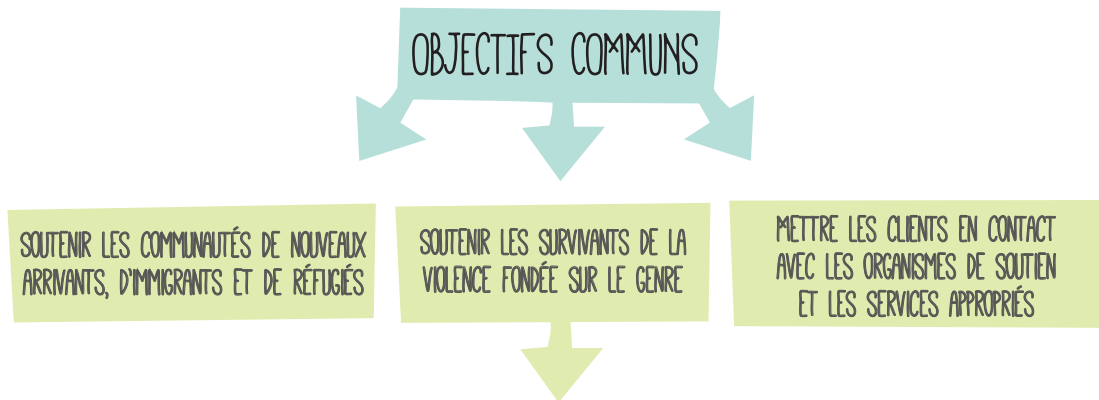 OBJECTIFS COMMUNS
SOUTENIR LES COMMUNAUTÉS DE NOUVEAUX
ARRIVANTS, D'IMMIGRANTS ET DE RÉFUGIÉS
SOUTENIR LES SURVIVANTS DE LA
VIOLENCE FONDÉE SUR LE GENRE
METTRE LES CLIENTS EN CONTACT
AVEC LES ORGANISMES DE SOUTIEN
ET LES SERVICES APPROPRIÉS